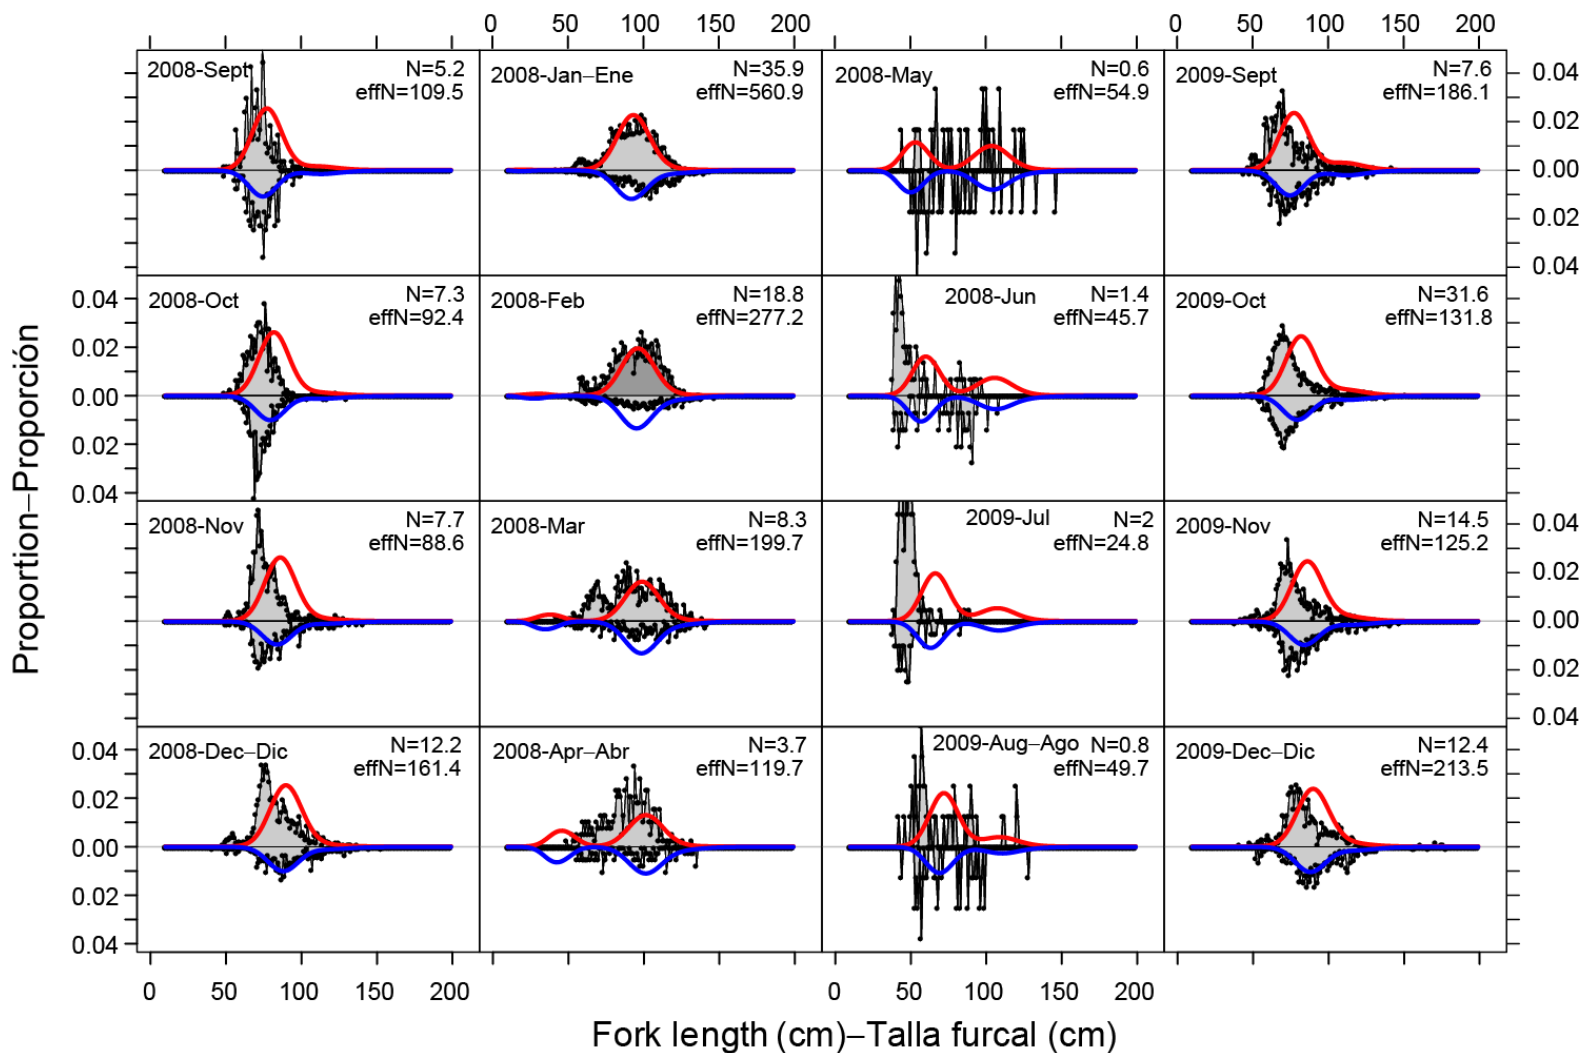 0 50 100 200
0 50 100 200
2008-Sept N=5.2
effN=109.5
2008-Jan–Ene N=35.9
effN=560.9
2008-May N=0.6
effN=54.9
2009-Sept N=7.6
effN=186.1
0.04
0.02
0.00
0.02
0.04
2008-Oct N=7.3
effN=92.4
2008-Feb N=18.8
effN=277.2
2008-Jun N=1.4
effN=45.7
2009-Oct N=31.6
effN=131.8
0.04
0.02
0.00
0.02
0.04
2008-Nov N=7.7
effN=88.6
2008-Mar N=8.3
effN=199.7
2009-Jul N=2
effN=24.8
2009-Nov N=14.5
effN=125.2
0.04
0.02
0.00
0.02
0.04
2008-Dec–Dic N=12.2
effN=161.4
2008-Apr–Abr N=3.7
effN=119.7
2009-Aug–Ago N=0.8
effN=49.7
2009-Dec–Dic N=12.4
effN=213.5
0.04
0.02
0.00
0.02
0.04
0 50 100 200
0 50 100 200
Proportion–Proporción
Fork length (cm)–Talla furcal (cm)